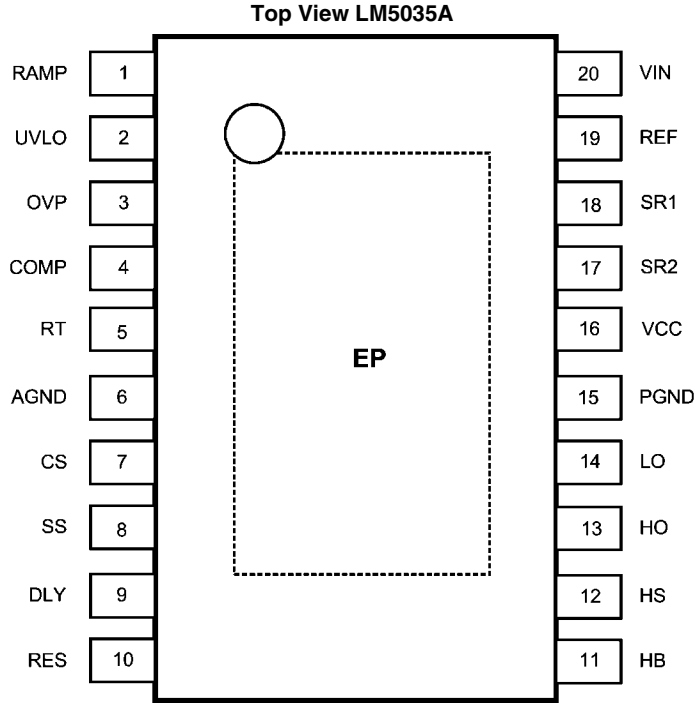 Top View LM5035A
RAMP 1 20 VIN
UVLO 2 19 REF
OVP 3 18 SR1
COMP 4 17 SR2
RT 5 16 VCC
EP
AGND 6 15 PGND
CS 7 14 LO
SS 8 13 HO
DLY 9 12 HS
RES 10 11 HB